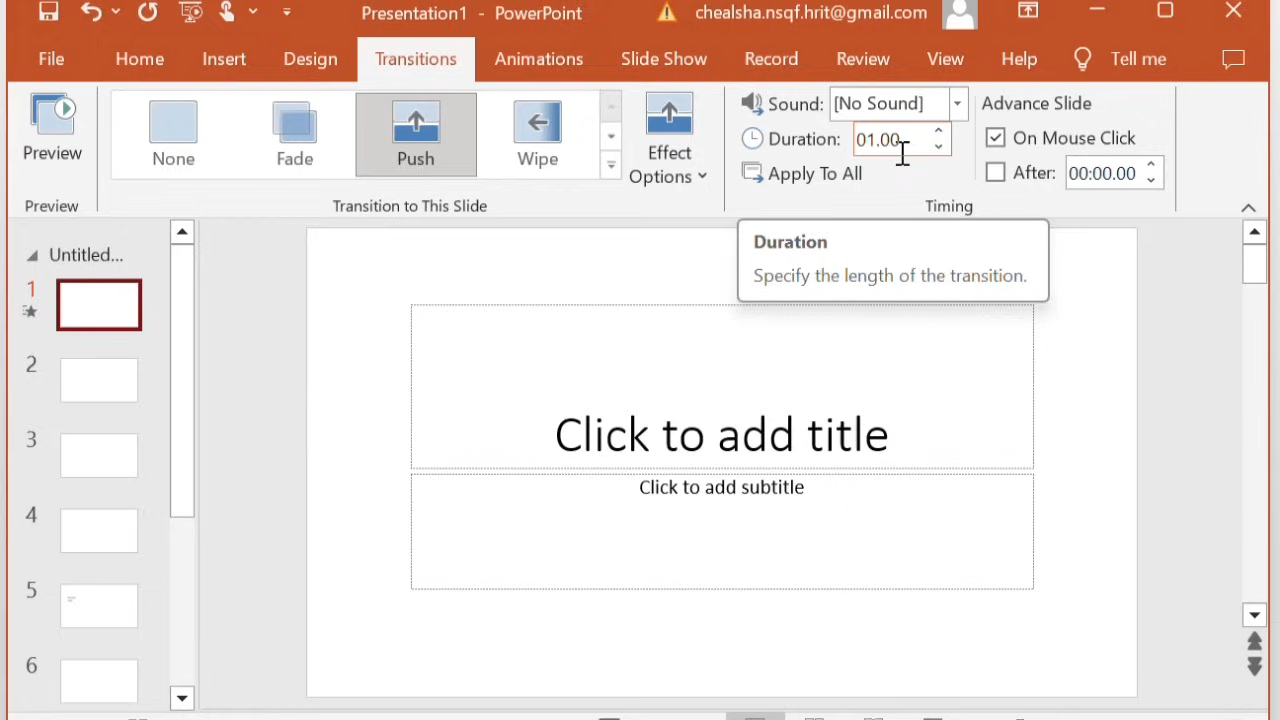 Presentation1 - PowerPoint
chealsha.nsqf.hrit@gmail.com
File Home Insert Design Transitions Animations Slide Show Record Review View Help Tell me
Preview
None
Fade
Push
Wipe
Effect
Options
Sound: [No Sound]
Duration: 01.00
Apply To All
Advance Slide
On Mouse Click
After: 00:00.00
Preview
Transition to This Slide
Timing
Duration
Specify the length of the transition.
Untitled...
1
2
3
4
5
6
Click to add title
Click to add subtitle